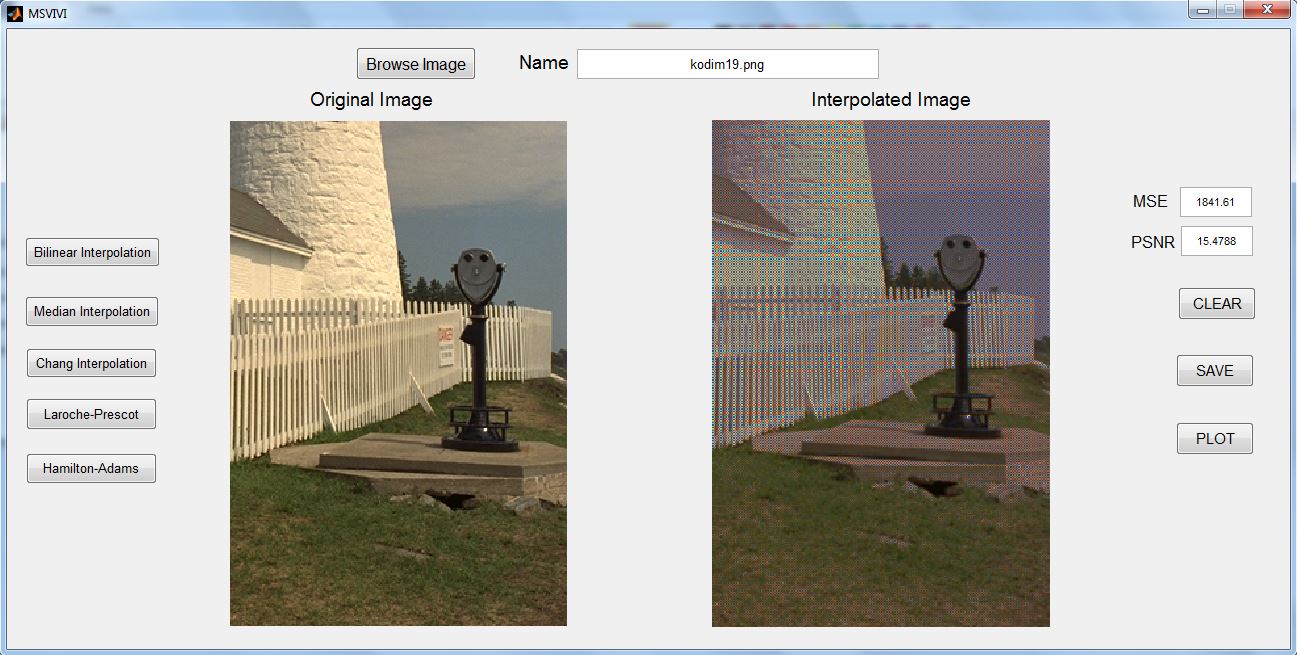 MSVIVI
Browse Image
Name
kodim19.png
Original Image
Interpolated Image
MSE
1841.61
PSNR
15.4788
Bilinear Interpolation
Median Interpolation
Chang Interpolation
Laroche-Prescot
Hamilton-Adams
CLEAR
SAVE
PLOT